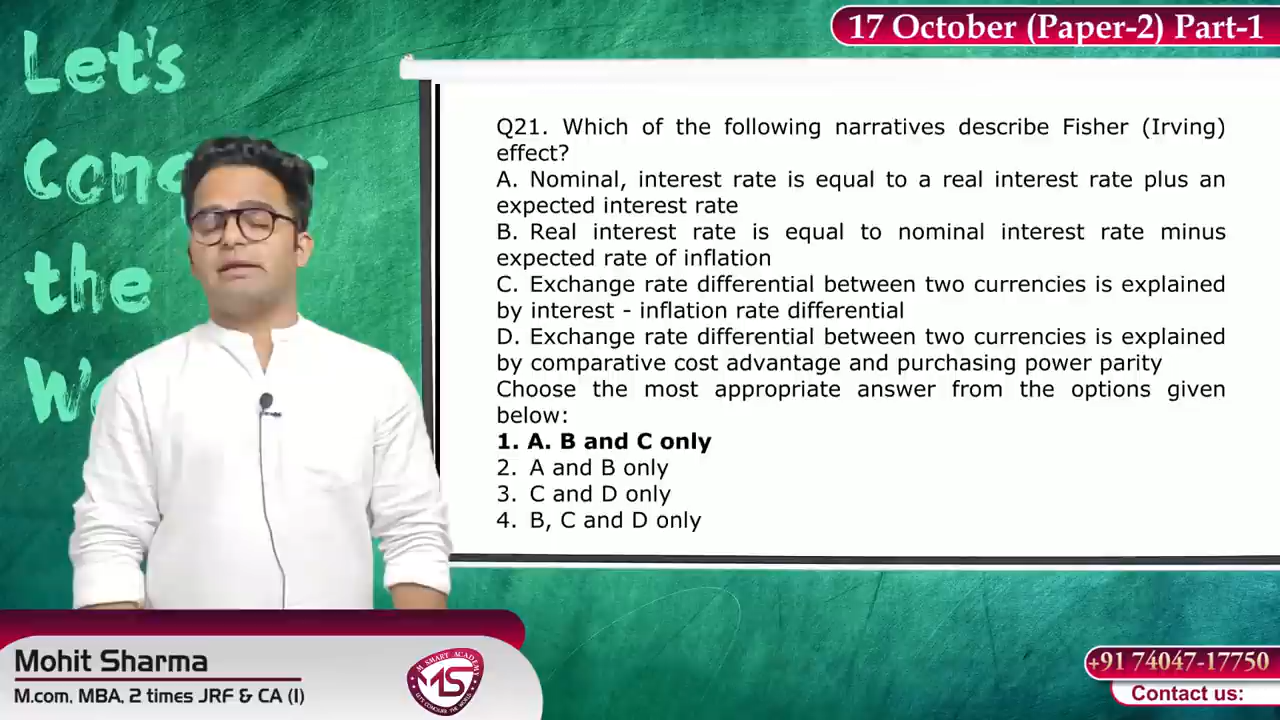 17 October (Paper-2) Part-1
Let's
the
Q21. Which of the following narratives describe Fisher (Irving)
effect?
A. Nominal, interest rate is equal to a real interest rate plus an
expected interest rate
B. Real interest rate is equal to nominal interest rate minus
expected rate of inflation
C. Exchange rate differential between two currencies is explained
by interest - inflation rate differential
D. Exchange rate differential between two currencies is explained
by comparative cost advantage and purchasing power parity
Choose the most appropriate answer from the options given
below:
1. A. B and C only
2. A and B only
3. C and D only
4. B, C and D only
Mohit Sharma
M.com, MBA, 2 times JRF & CA (I)
M SMART ACADEMY
MS
+91 74047-17750
Contact us: